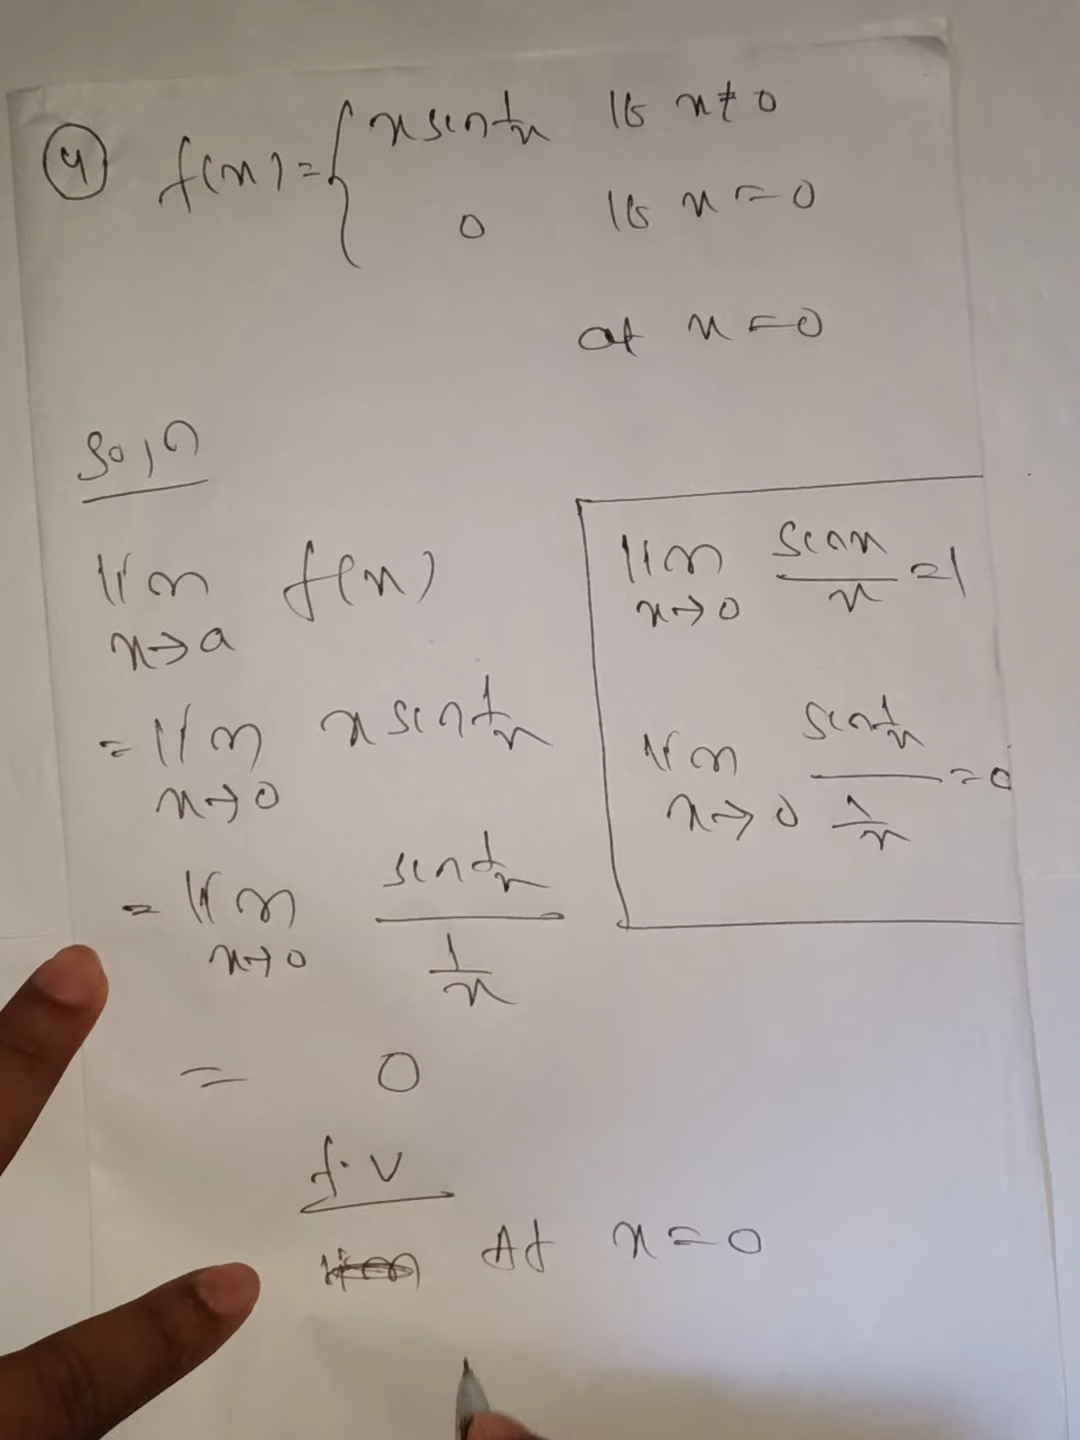 ④ f(x) = { x sin 1/x if x ≠ 0
0 if x = 0
at x = 0
Soln
lim x→a f(x)
= lim x→0 x sin 1/x
= lim x→0 sin 1/x / 1/x
= 0
f.v
At x = 0
lim x→0 sin x / x = 1
lim x→0 sin 1/x / 1/x = 0